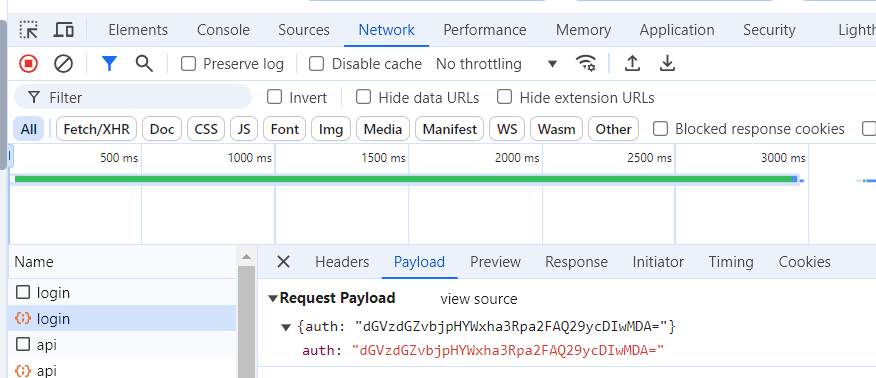 Elements Console Sources Network Performance Memory Application Security Lighth
Preserve log Disable cache No throttling
Filter Invert Hide data URLs Hide extension URLs
All Fetch/XHR Doc CSS JS Font Img Media Manifest WS Wasm Other Blocked response cookies
500 ms 1000 ms 1500 ms 2000 ms 2500 ms 3000 ms
Name Headers Payload Preview Response Initiator Timing Cookies
login
login
api
api
Request Payload view source
{auth: "dGVzdGZvbjpHYWxha3Rpa2FAQ29ycDIwMDA="}
auth: "dGVzdGZvbjpHYWxha3Rpa2FAQ29ycDIwMDA="